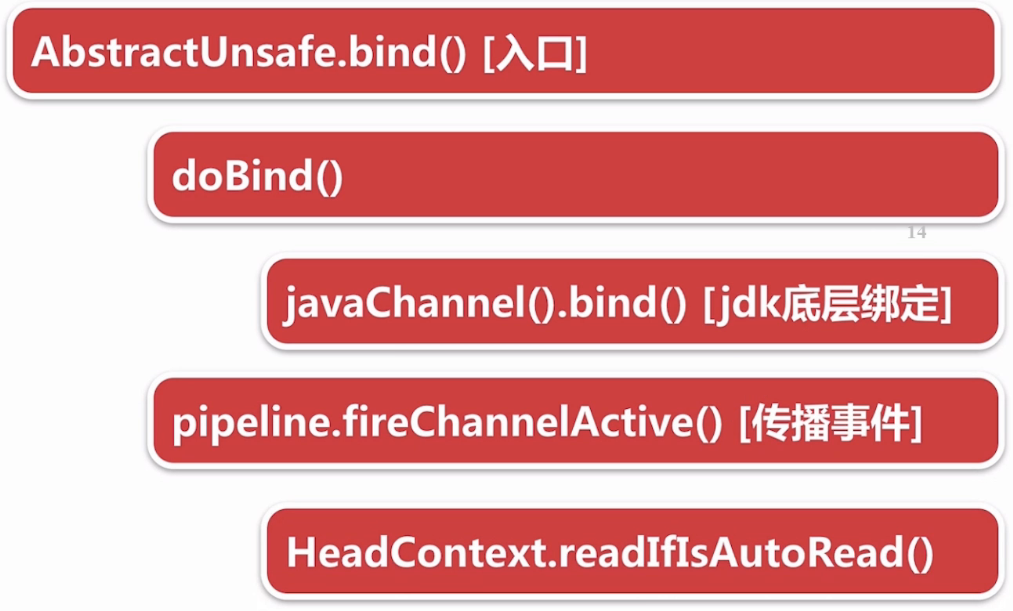 AbstractUnsafe.bind() [入口]
doBind()
14
javaChannel().bind() [jdk底层绑定]
pipeline.fireChannelActive() [传播事件]
HeadContext.readIfIsAutoRead()